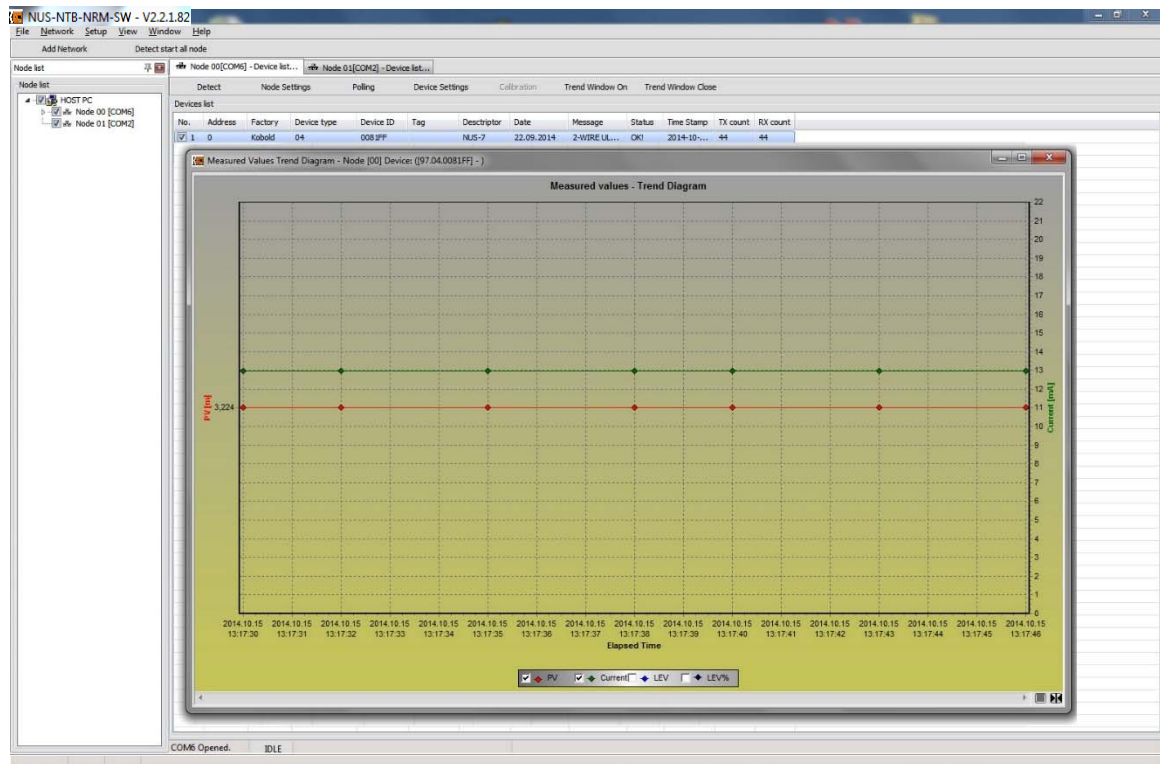 NUS-NTB-NRM-SW - V2.2.1.82
File Network Setup View Window Help
Add Network Detect start all node
Node list
Node 00[COM6] - Device list... Node 01[COM2] - Device list...
Node list
HOST PC
Node 00 [COM6]
Node 01 [COM2]
Detect Node Settings Polling Device Settings Calibration Trend Window On Trend Window Close
Devices list
No. Address Factory Device type Device ID Tag Desctriptor Date Message Status Time Stamp TX count RX count
1 0 Kobold 04 0081FF NUS-7 22.09.2014 2-WIRE UL... OK! 2014-10-... 44 44
Measured Values Trend Diagram - Node [00] Device: ([97.04.0081FF] - )
Measured values - Trend Diagram
22
21
20
19
18
17
16
15
14
13
12
11
10
9
8
7
6
5
4
3
2
1
0
PV [m]
3,224
Current [mA]
2014.10.15 2014.10.15 2014.10.15 2014.10.15 2014.10.15 2014.10.15 2014.10.15 2014.10.15 2014.10.15 2014.10.15 2014.10.15 2014.10.15 2014.10.15 2014.10.15 2014.10.15 2014.10.15 2014.10.15
13:17:30 13:17:31 13:17:32 13:17:33 13:17:34 13:17:35 13:17:36 13:17:37 13:17:38 13:17:39 13:17:40 13:17:41 13:17:42 13:17:43 13:17:44 13:17:45 13:17:46
Elapsed Time
PV Current LEV LEV%
COM6 Opened. IDLE